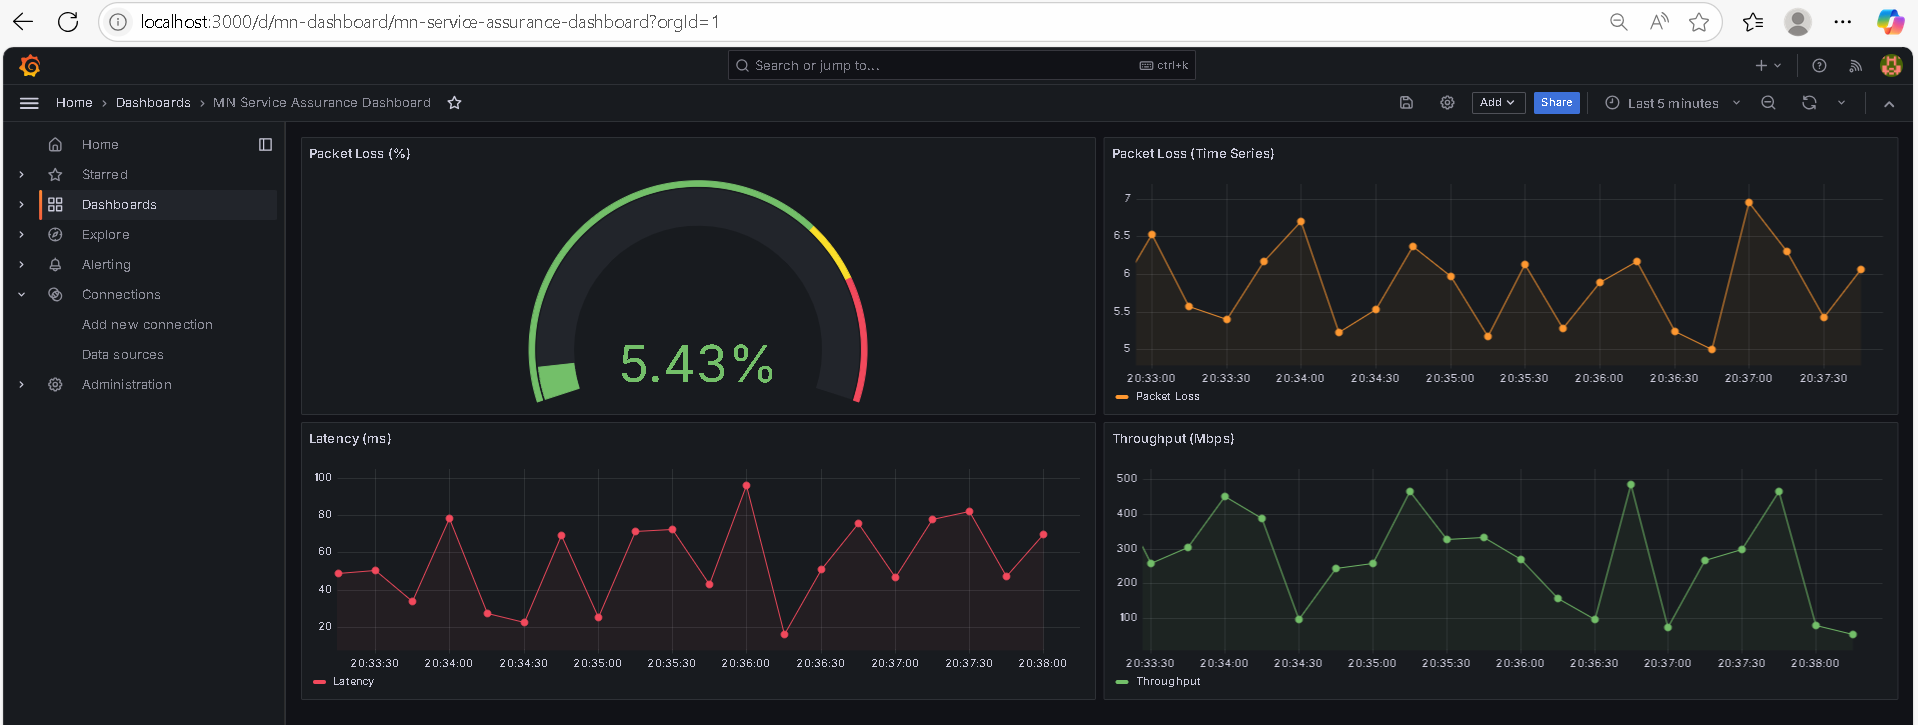 localhost:3000/d/mn-dashboard/mn-service-assurance-dashboard?orgId=1
Search or jump to...
ctrl+k
Home › Dashboards › MN Service Assurance Dashboard
Add
Share
Last 5 minutes
Home
Starred
Dashboards
Explore
Alerting
Connections
Add new connection
Data sources
Administration
Packet Loss (%)
5.43%
Packet Loss (Time Series)
7
6.5
6
5.5
5
20:33:00 20:33:30 20:34:00 20:34:30 20:35:00 20:35:30 20:36:00 20:36:30 20:37:00 20:37:30
Packet Loss
Latency (ms)
100
80
60
40
20
20:33:30 20:34:00 20:34:30 20:35:00 20:35:30 20:36:00 20:36:30 20:37:00 20:37:30 20:38:00
Latency
Throughput (Mbps)
500
400
300
200
100
20:33:30 20:34:00 20:34:30 20:35:00 20:35:30 20:36:00 20:36:30 20:37:00 20:37:30 20:38:00
Throughput